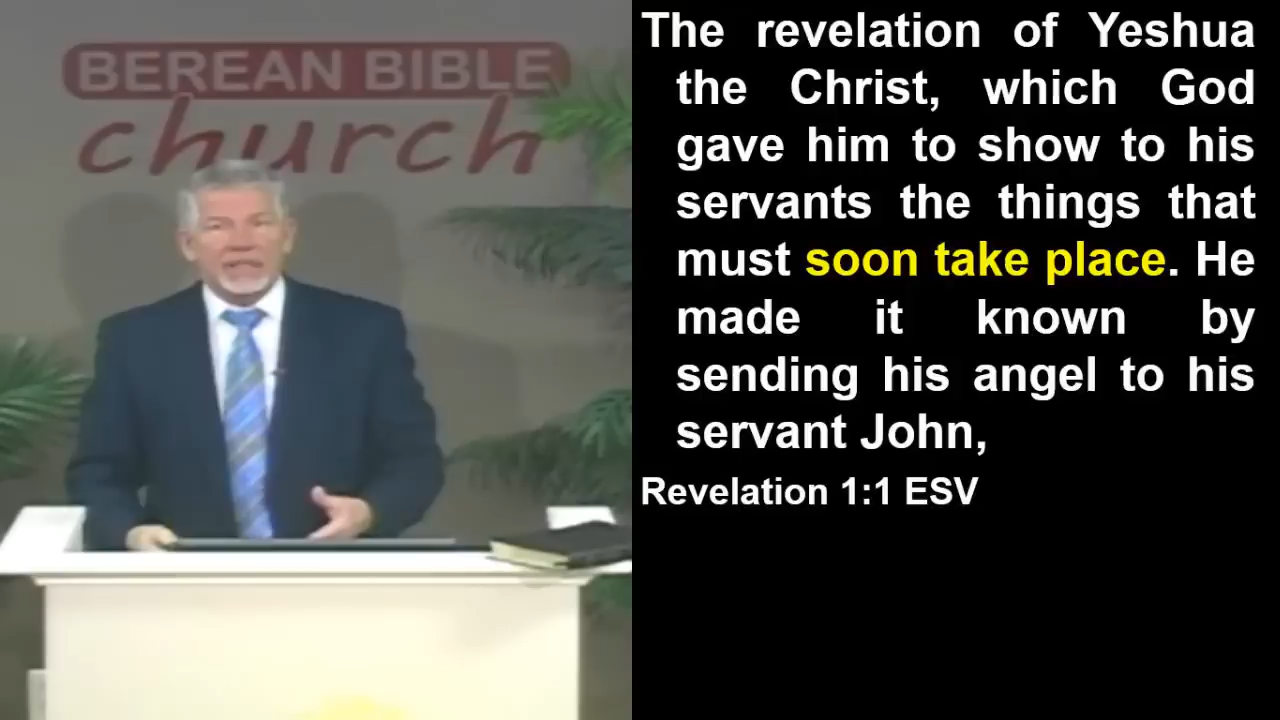 BEREAN BIBLE
church
The revelation of Yeshua
the Christ, which God
gave him to show to his
servants the things that
must soon take place. He
made it known by
sending his angel to his
servant John,
Revelation 1:1 ESV